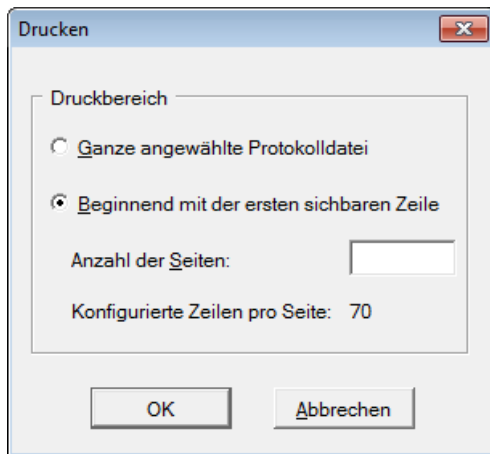 Drucken
Druckbereich
Ganze angewählte Protokolldatei
Beginnend mit der ersten sichbaren Zeile
Anzahl der Seiten:
Konfigurierte Zeilen pro Seite: 70
OK
Abbrechen